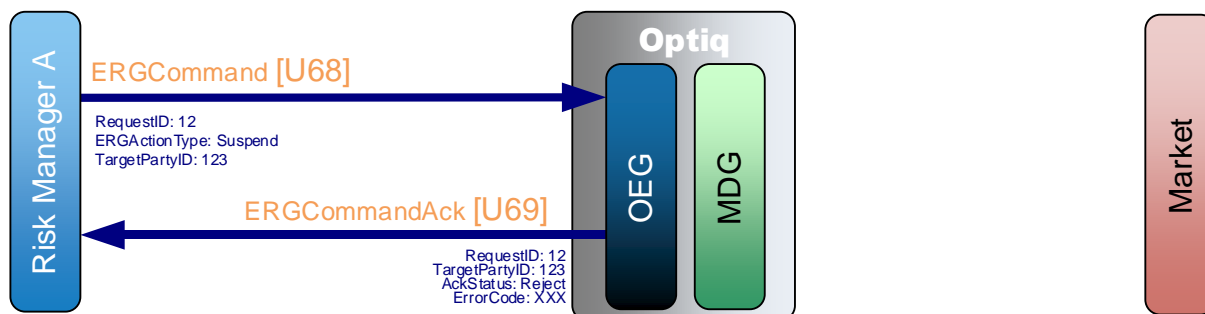 Risk Manager A
ERGCommand [U68]
RequestID: 12
ERGActionType: Suspend
TargetPartyID: 123
ERGCommandAck [U69]
RequestID: 12
TargetPartyID: 123
AckStatus: Reject
ErrorCode: XXX
Optiq
OEG
MDG
Market